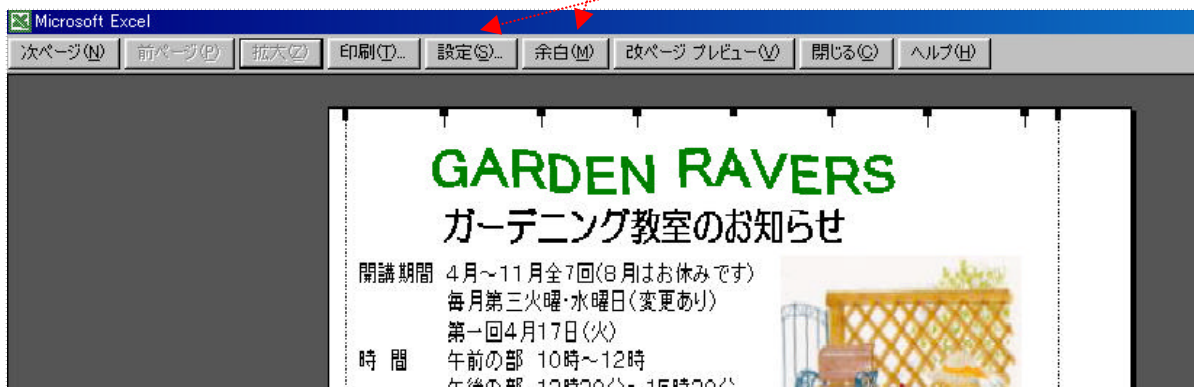 Microsoft Excel
次ページ(N) 前ページ(P) 拡大(Z) 印刷(T)... 設定(S)... 余白(M) 改ページ プレビュー(V) 閉じる(C) ヘルプ(H)
GARDEN RAVERS
ガーデニング教室のお知らせ
開講期間 4月~11月全7回(8月はお休みです)
毎月第三火曜・水曜日(変更あり)
第一回4月17日(火)
時 間 午前の部 10時~12時
午後の部